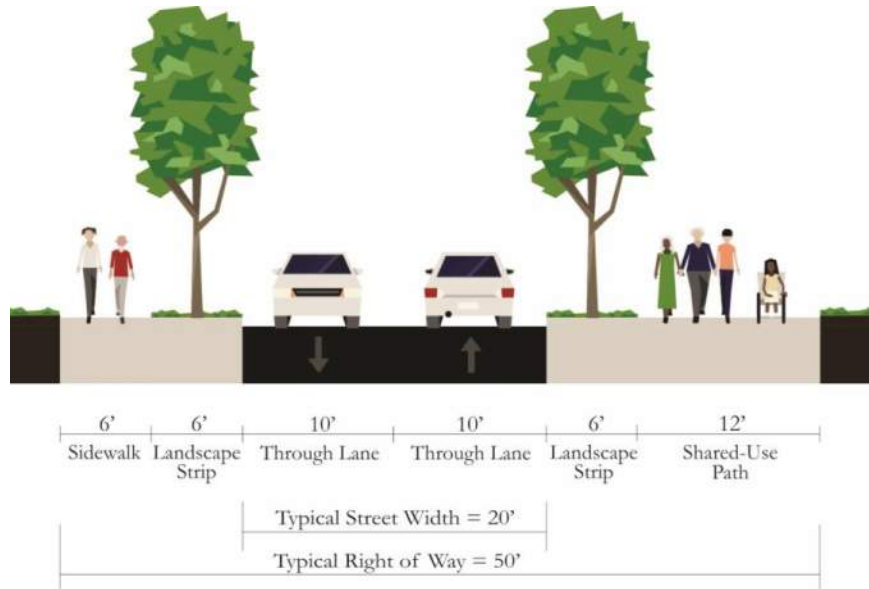 6’ 6’ 10’ 10’ 6’ 12’
Sidewalk Landscape Through Lane Through Lane Landscape Shared-Use
Strip Strip Path
Typical Street Width = 20’
Typical Right of Way = 50’